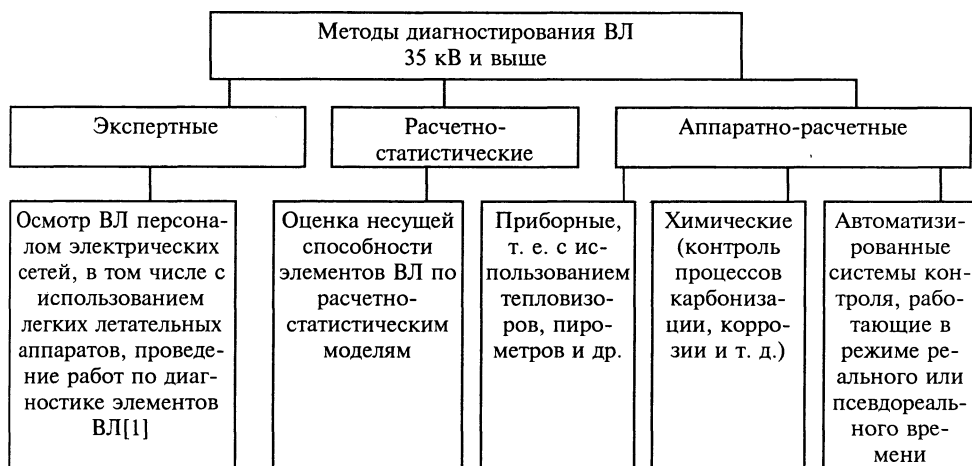 Методы диагностирования ВЛ
35 кВ и выше
Экспертные
Расчетно-
статистические
Аппаратно-расчетные
Осмотр ВЛ персона-
лом электрических
сетей, в том числе с
использованием
легких летательных
аппаратов, проведе-
ние работ по диаг-
ностике элементов
ВЛ[1]
Оценка несущей
способности
элементов ВЛ по
расчетно-
статистическим
моделям
Приборные,
т. е. с ис-
пользованием
тепловизо-
ров, пиро-
метров и др.
Химические
(контроль
процессов
карбониза-
ции, корро-
зии и т. д.)
Автоматизи-
рованные
системы кон-
троля, рабо-
тающие в
режиме ре-
ального или
псевдореаль-
ного вре-
мени